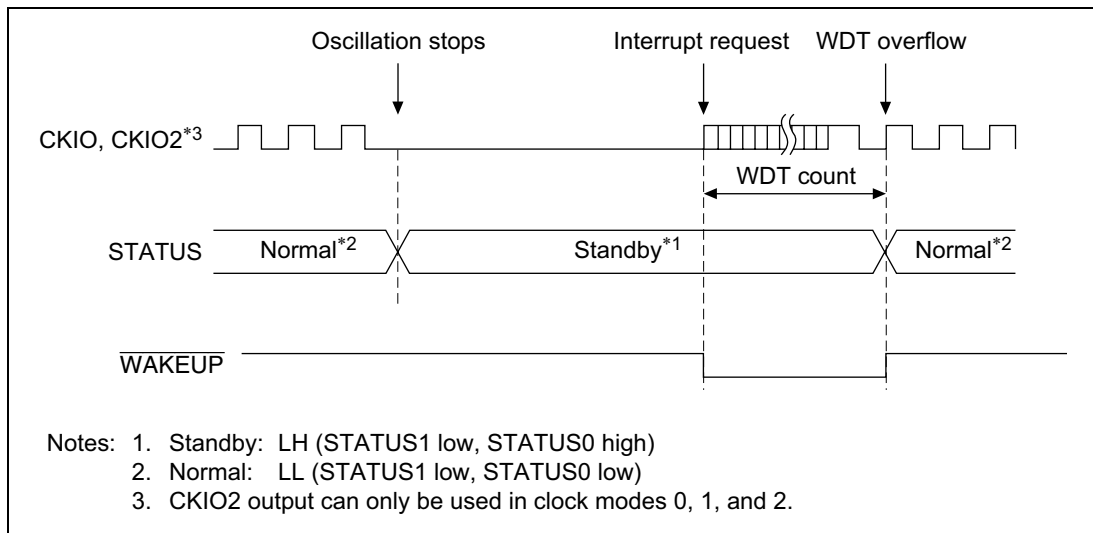 Oscillation stops Interrupt request WDT overflow
CKIO, CKIO2*3
WDT count
STATUS Normal*2 Standby*1 Normal*2
WAKEUP
Notes: 1. Standby: LH (STATUS1 low, STATUS0 high)
2. Normal: LL (STATUS1 low, STATUS0 low)
3. CKIO2 output can only be used in clock modes 0, 1, and 2.